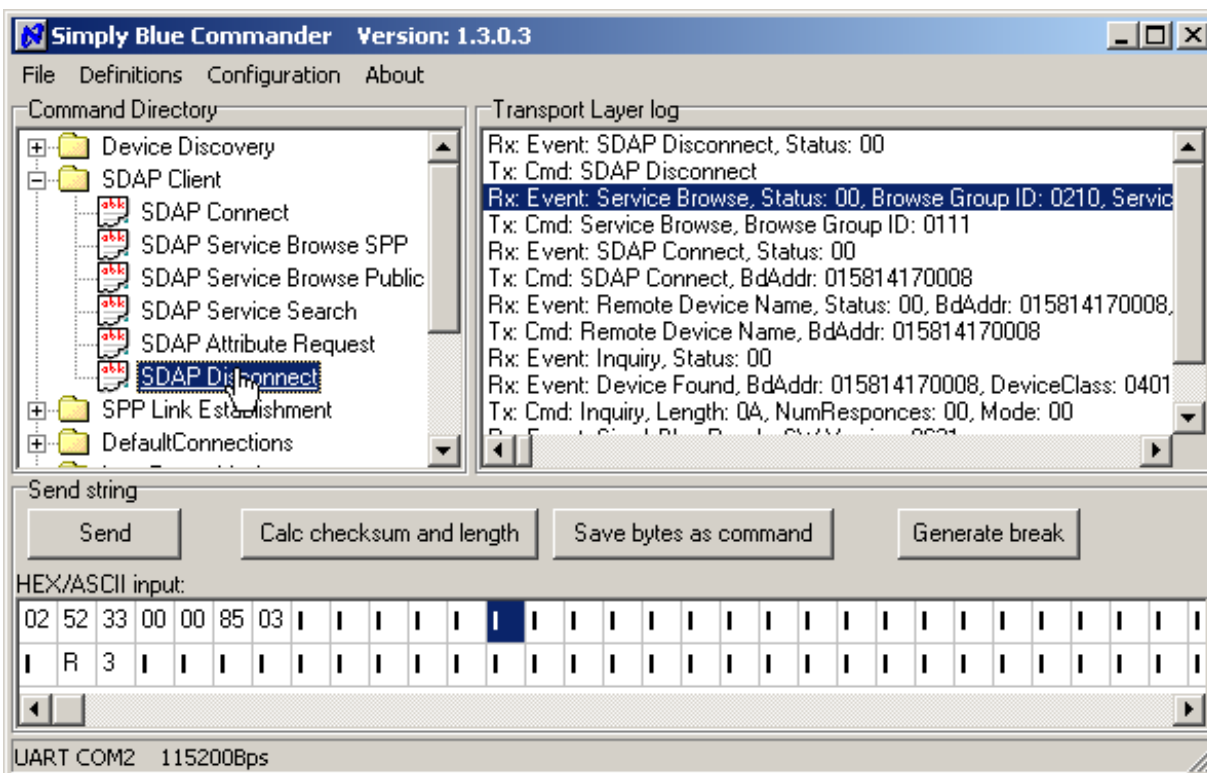 Simply Blue Commander Version: 1.3.0.3
File Definitions Configuration About
Command Directory
Device Discovery
SDAP Client
SDAP Connect
SDAP Service Browse SPP
SDAP Service Browse Public
SDAP Service Search
SDAP Attribute Request
SDAP Disconnect
SPP Link Establishment
DefaultConnections
Transport Layer log
Rx: Event: SDAP Disconnect, Status: 00
Tx: Cmd: SDAP Disconnect
Rx: Event: Service Browse, Status: 00, Browse Group ID: 0210, Servic
Tx: Cmd: Service Browse, Browse Group ID: 0111
Rx: Event: SDAP Connect, Status: 00
Tx: Cmd: SDAP Connect, BdAddr: 015814170008
Rx: Event: Remote Device Name, Status: 00, BdAddr: 015814170008,
Tx: Cmd: Remote Device Name, BdAddr: 015814170008
Rx: Event: Inquiry, Status: 00
Rx: Event: Device Found, BdAddr: 015814170008, DeviceClass: 0401
Tx: Cmd: Inquiry, Length: 0A, NumResponces: 00, Mode: 00
Send string
Send Calc checksum and length Save bytes as command Generate break
HEX/ASCII input:
02 52 33 00 00 85 03
R 3
UART COM2 115200Bps